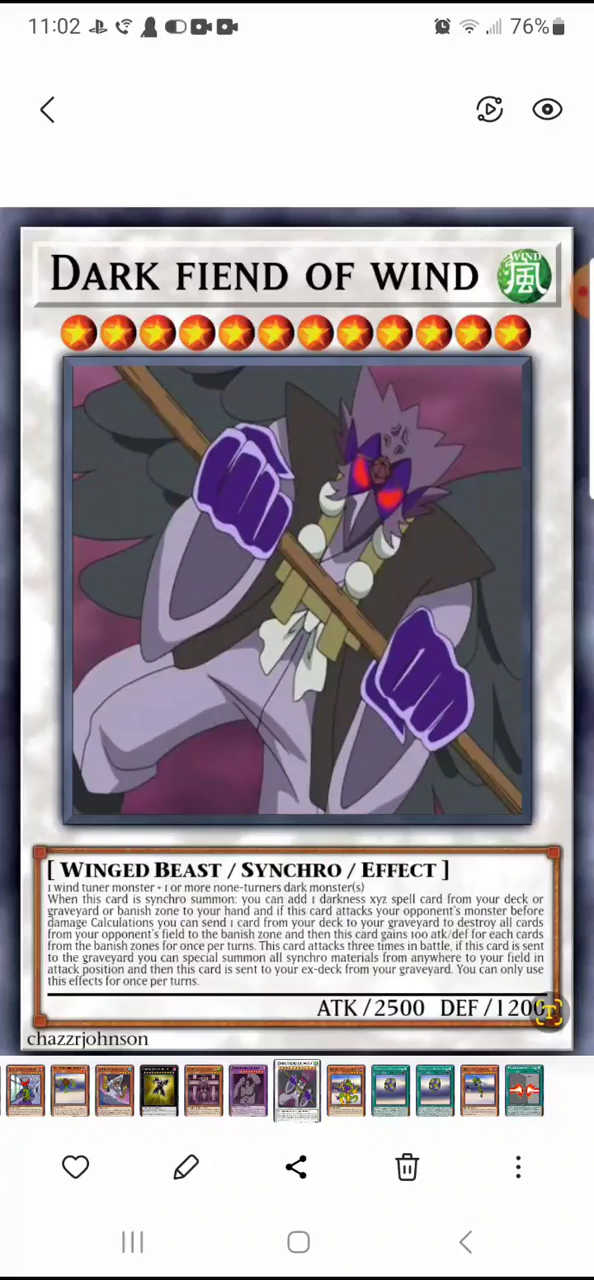 11:02
76%
DARK FIEND OF WIND
WIND
風
[ WINGED BEAST / SYNCHRO / EFFECT ]
1 wind tuner monster + 1 or more none-turners dark monster(s)
When this card is synchro summon: you can add 1 darkness xyz spell card from your deck or
graveyard or banish zone to your hand and if this card attacks your opponent's monster before
damage Calculations you can send 1 card from your deck to your graveyard to destroy all cards
from your opponent's field to the banish zone and then this card gains 100 atk/def for each cards
from the banish zones for once per turns. This card attacks three times in battle, if this card is sent
to the graveyard you can special summon all synchro materials from anywhere to your field in
attack position and then this card is sent to your ex-deck from your graveyard. You can only use
this effects for once per turns.
ATK / 2500 DEF / 1200
T
chazzrjohnson